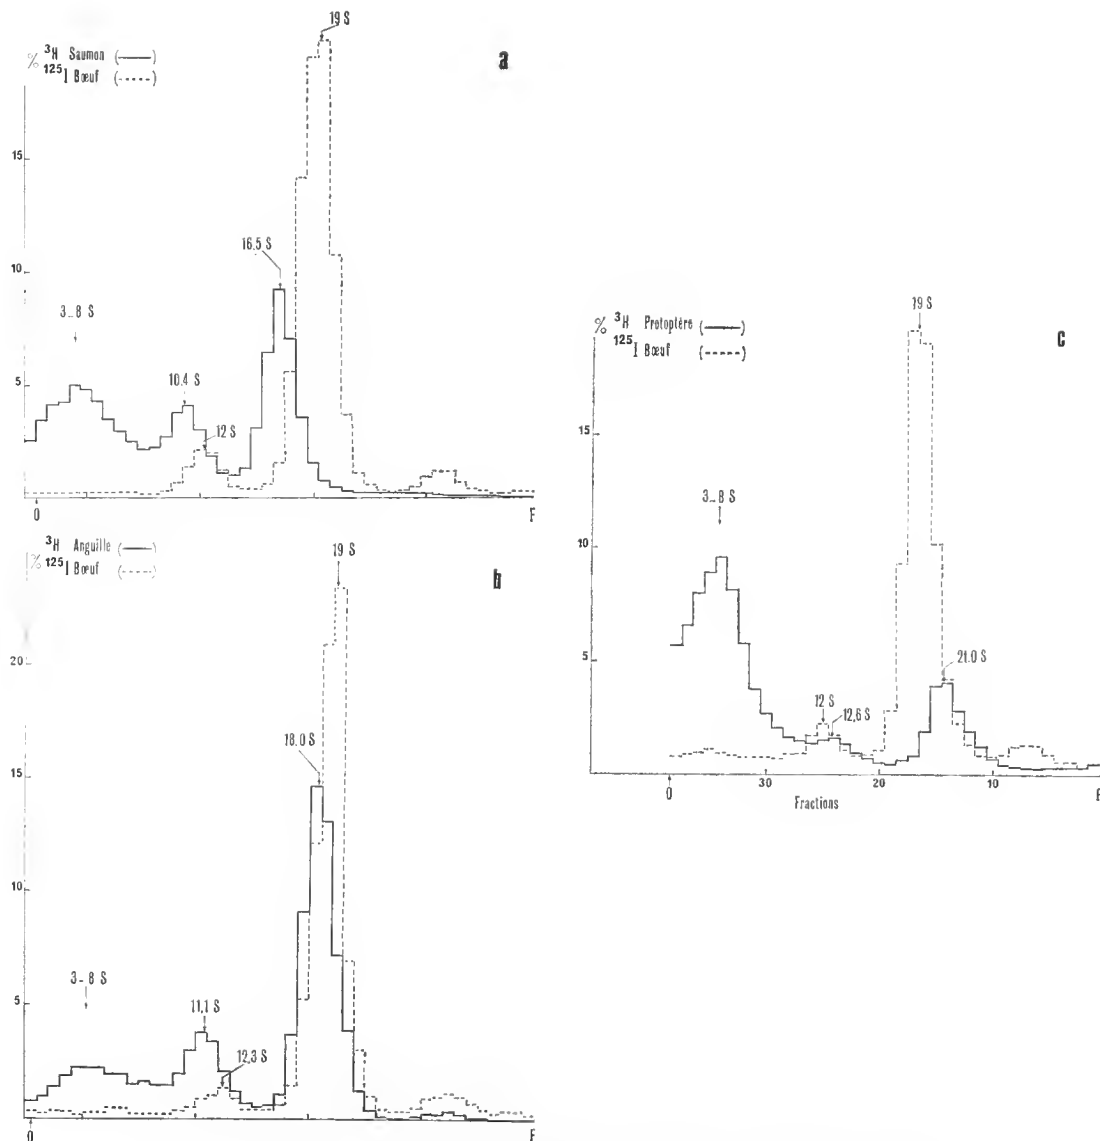 19 S
% ³H Saumon (——)
¹²⁵I Bœuf (----)
a
15
16,5 S
10
3_8 S
5
10,4 S
12 S
0
F
% ³H Anguille (——)
¹²⁵I Bœuf (----)
19 S
b
20
18.0 S
15
10
3_8 S
5
11,1 S
12,3 S
0
F
% ³H Protoptère (——)
¹²⁵I Bœuf (----)
19 S
c
15
3_8 S
10
5
21.0 S
12 S
12,6 S
0
30
20
10
F
Fractions